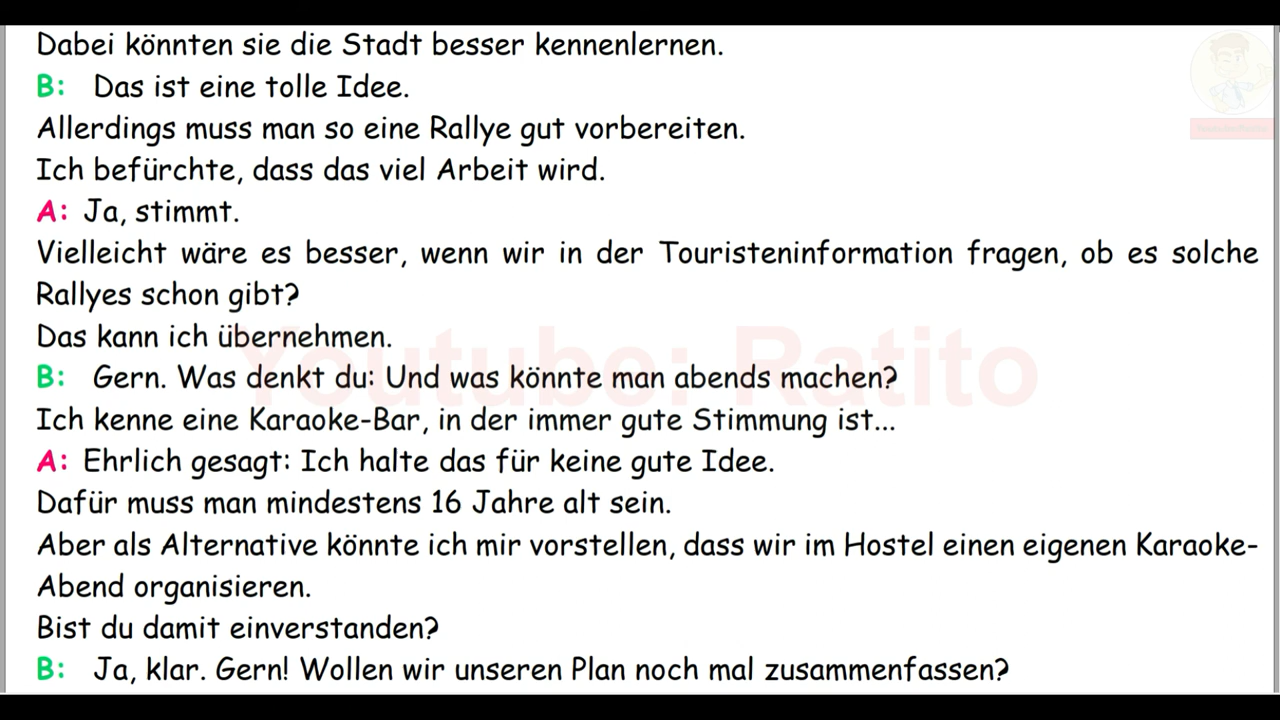 Dabei könnten sie die Stadt besser kennenlernen.
B: Das ist eine tolle Idee.
Allerdings muss man so eine Rallye gut vorbereiten.
Ich befürchte, dass das viel Arbeit wird.
A: Ja, stimmt.
Vielleicht wäre es besser, wenn wir in der Touristeninformation fragen, ob es solche
Rallyes schon gibt?
Das kann ich übernehmen.
Youtube: Ratito
B: Gern. Was denkt du: Und was könnte man abends machen?
Ich kenne eine Karaoke-Bar, in der immer gute Stimmung ist...
A: Ehrlich gesagt: Ich halte das für keine gute Idee.
Dafür muss man mindestens 16 Jahre alt sein.
Aber als Alternative könnte ich mir vorstellen, dass wir im Hostel einen eigenen Karaoke-
Abend organisieren.
Bist du damit einverstanden?
B: Ja, klar. Gern! Wollen wir unseren Plan noch mal zusammenfassen?